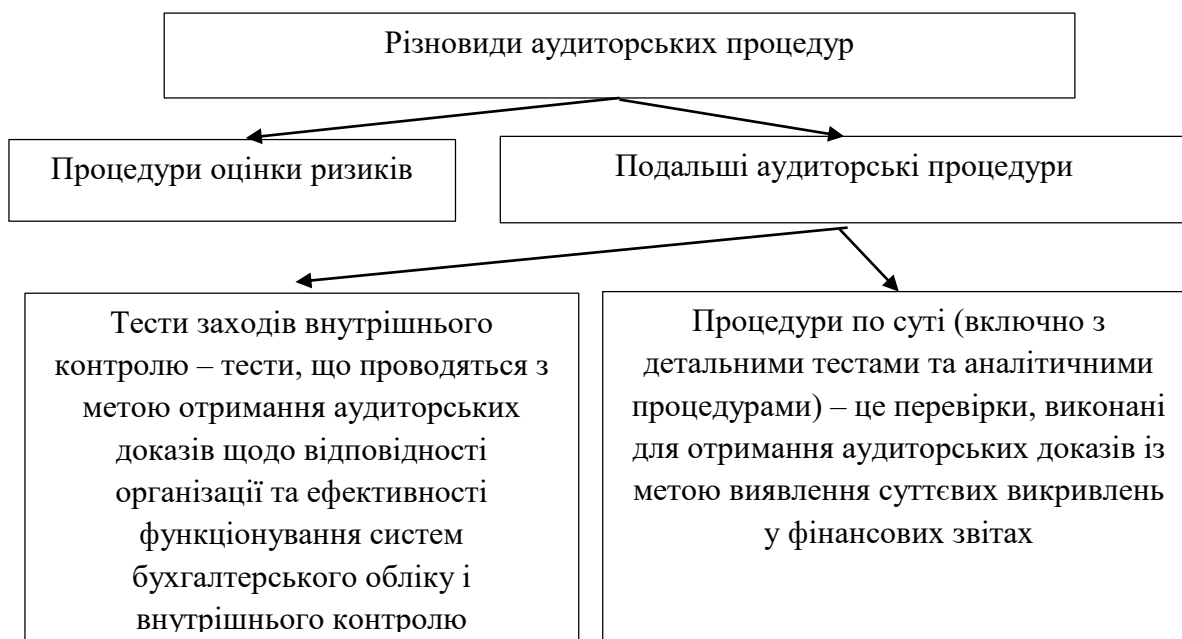 Різновиди аудиторських процедур
Процедури оцінки ризиків
Подальші аудиторські процедури
Тести заходів внутрішнього
контролю – тести, що проводяться з
метою отримання аудиторських
доказів щодо відповідності
організації та ефективності
функціонування систем
бухгалтерського обліку і
внутрішнього контролю
Процедури по суті (включно з
детальними тестами та аналітичними
процедурами) – це перевірки, виконані
для отримання аудиторських доказів із
метою виявлення суттєвих викривлень
у фінансових звітах